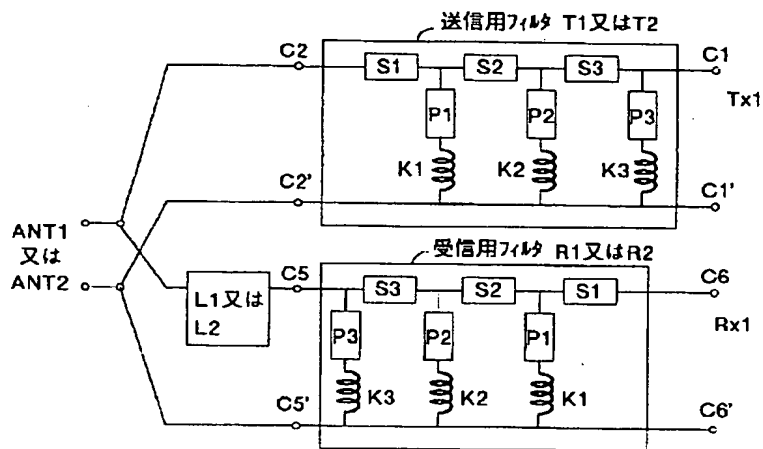 送信用フィルタ T1又はT2
C2
S1
S2
S3
C1
P1
P2
P3
Tx1
K1
K2
K3
C2'
C1'
ANT1
又は
ANT2
受信用フィルタ R1又はR2
L1又は
L2
C5
S3
S2
S1
C6
P3
P2
P1
Rx1
K3
K2
K1
C5'
C6'